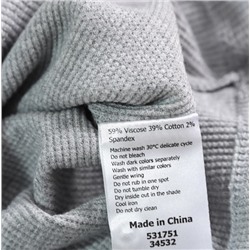 59% Viscose 39% Cotton 2%
Spandex
Machine wash 30°C delicate cycle
Do not bleach
Wash dark colors separately
Wash with similar colors
Gentle wring
Do not rub in one spot
Do not tumble dry
Dry inside out in the shade
Cool iron
Do not dry clean
Made in China
531751
34532